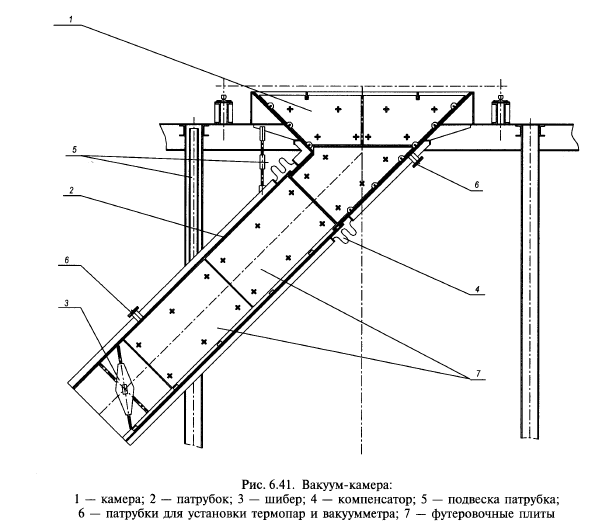 1
5
2
6
3
6
4
7
Рис. 6.41. Вакуум-камера:
1 — камера; 2 — патрубок; 3 — шибер; 4 — компенсатор; 5 — подвеска патрубка;
6 — патрубки для установки термопар и вакуумметра; 7 — футеровочные плиты